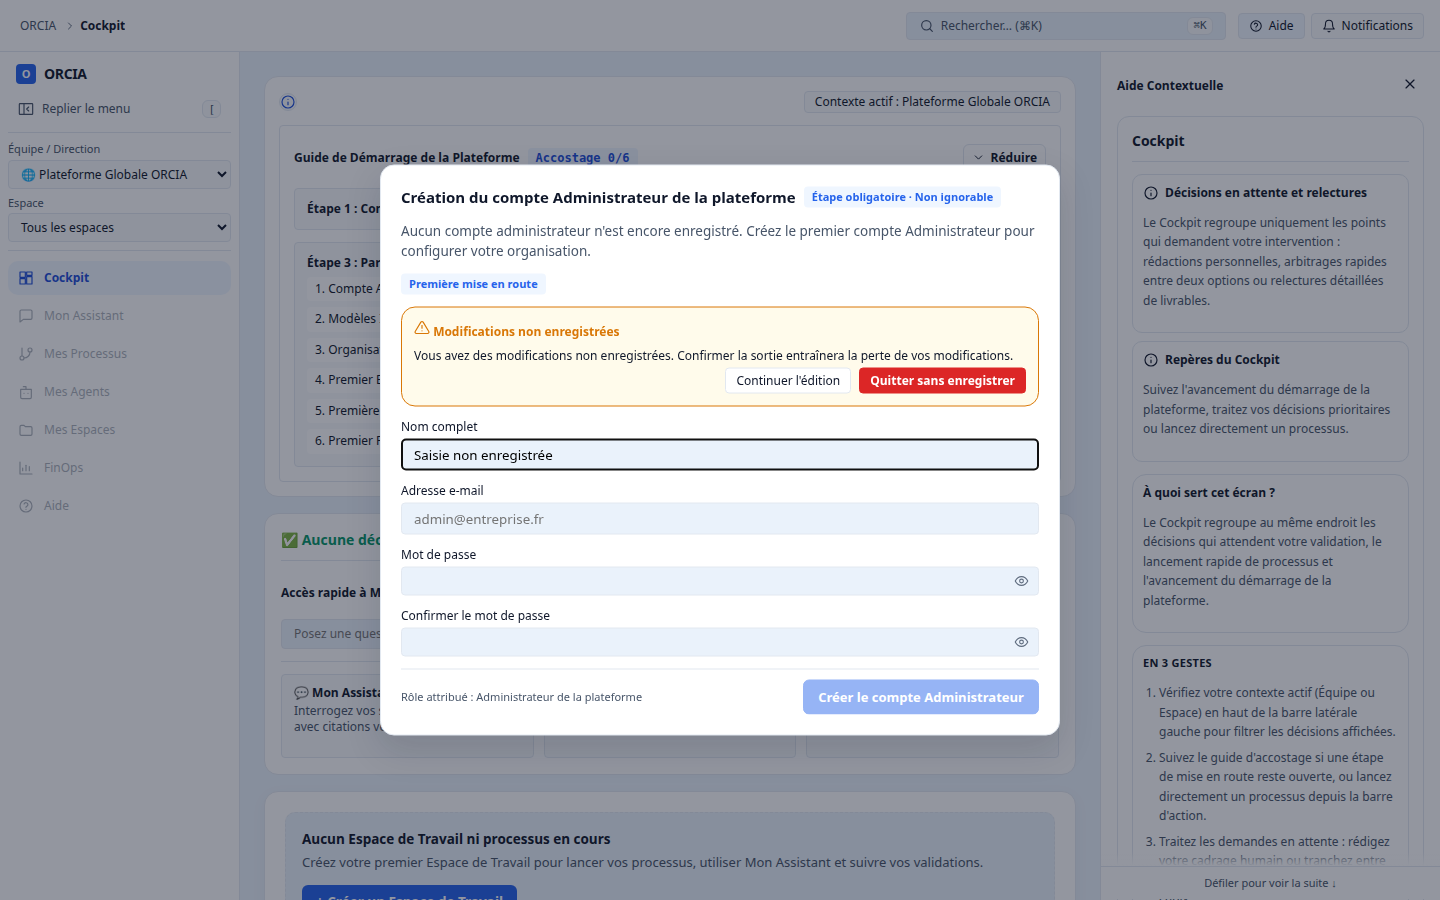 ORCIA
Cockpit
Rechercher... (⌘K)
⌘K
Aide
Notifications
O
ORCIA
Replier le menu
[
Équipe / Direction
🌐 Plateforme Globale ORCIA
Espace
Tous les espaces
Cockpit
Mon Assistant
Mes Processus
Mes Agents
Mes Espaces
FinOps
Aide
Contexte actif : Plateforme Globale ORCIA
Guide de Démarrage de la Plateforme
Accostage 0/6
Réduire
Étape 1 : Con
Étape 3 : Par
1. Compte A
2. Modèles
3. Organisa
4. Premier E
5. Première
6. Premier
✅ Aucune déc
Accès rapide à M
Posez une ques
💬 Mon Assista
Interrogez vos s
avec citations v
Aucun Espace de Travail ni processus en cours
Créez votre premier Espace de Travail pour lancer vos processus, utiliser Mon Assistant et suivre vos validations.
+ Créer un Espace de Travail
Création du compte Administrateur de la plateforme
Étape obligatoire · Non ignorable
Aucun compte administrateur n'est encore enregistré. Créez le premier compte Administrateur pour
configurer votre organisation.
Première mise en route
Modifications non enregistrées
Vous avez des modifications non enregistrées. Confirmer la sortie entraînera la perte de vos modifications.
Continuer l'édition
Quitter sans enregistrer
Nom complet
Saisie non enregistrée
Adresse e-mail
admin@entreprise.fr
Mot de passe
Confirmer le mot de passe
Rôle attribué : Administrateur de la plateforme
Créer le compte Administrateur
Aide Contextuelle
Cockpit
Décisions en attente et relectures
Le Cockpit regroupe uniquement les points
qui demandent votre intervention :
rédactions personnelles, arbitrages rapides
entre deux options ou relectures détaillées
de livrables.
Repères du Cockpit
Suivez l'avancement du démarrage de la
plateforme, traitez vos décisions prioritaires
ou lancez directement un processus.
À quoi sert cet écran ?
Le Cockpit regroupe au même endroit les
décisions qui attendent votre validation, le
lancement rapide de processus et
l'avancement du démarrage de la
plateforme.
EN 3 GESTES
1. Vérifiez votre contexte actif (Équipe ou
Espace) en haut de la barre latérale
gauche pour filtrer les décisions affichées.
2. Suivez le guide d'accostage si une étape
de mise en route reste ouverte, ou lancez
directement un processus depuis la barre
d'action.
3. Traitez les demandes en attente : rédigez
votre cadrage humain ou tranchez entre
Défiler pour voir la suite ↓